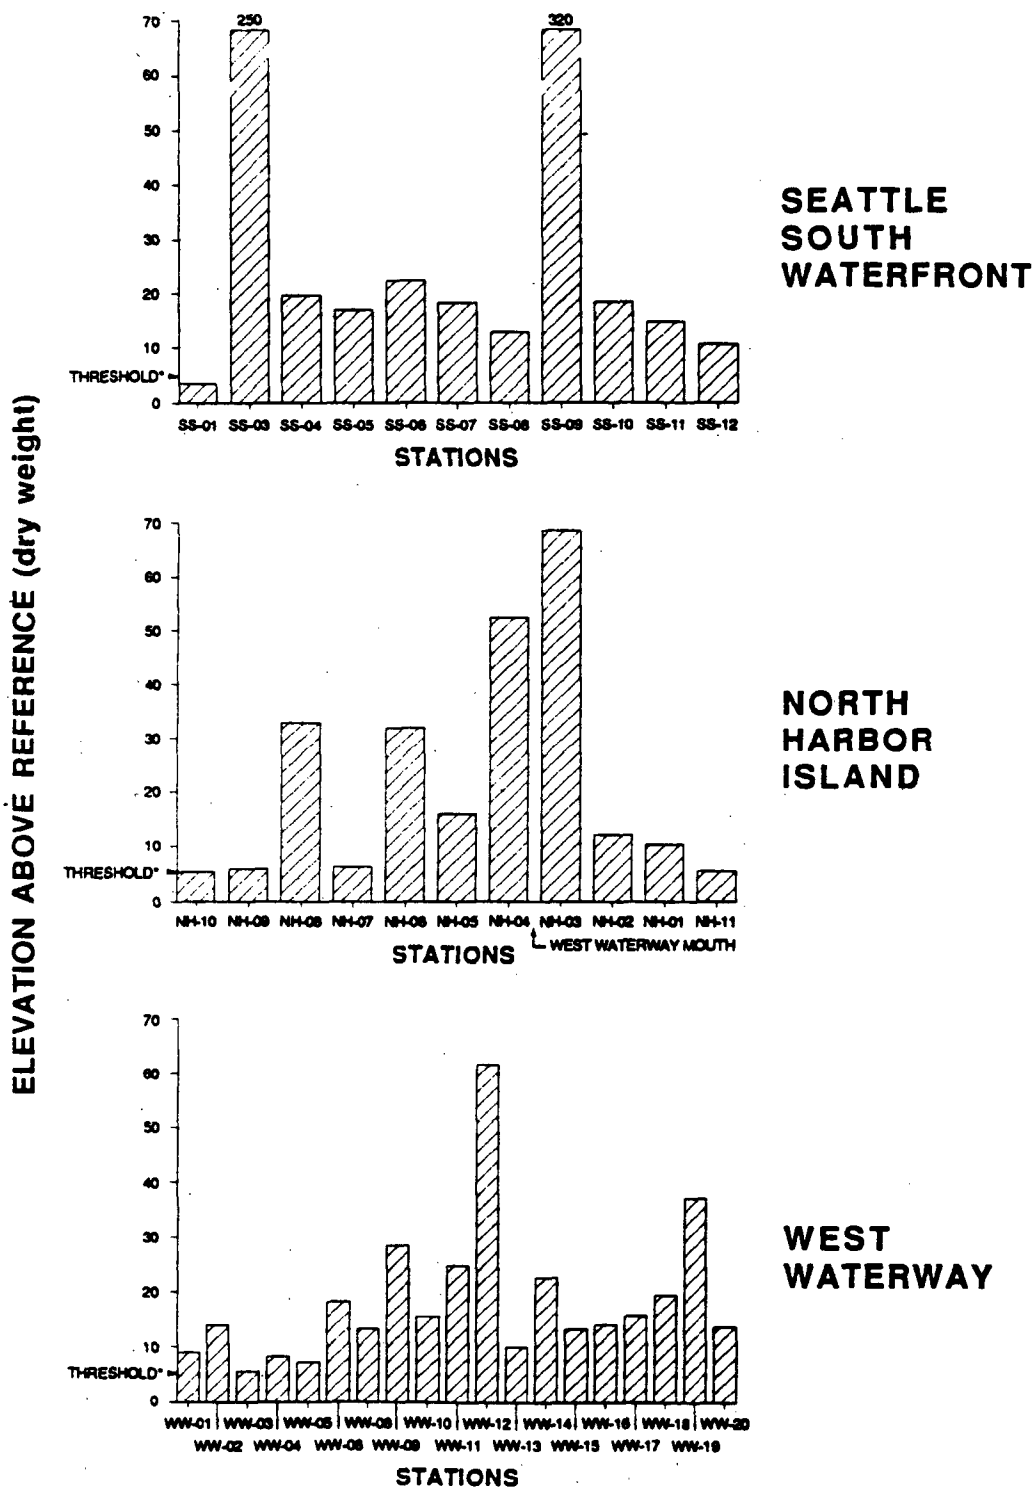 ELEVATION ABOVE REFERENCE (dry weight)
250
320
70
60
50
40
30
20
10
THRESHOLD*
0
SS-01 SS-03 SS-04 SS-05 SS-06 SS-07 SS-08 SS-09 SS-10 SS-11 SS-12
STATIONS
SEATTLE
SOUTH
WATERFRONT
70
60
50
40
30
20
10
THRESHOLD*
0
NH-10 NH-09 NH-08 NH-07 NH-06 NH-05 NH-04 NH-03 NH-02 NH-01 NH-11
WEST WATERWAY MOUTH
STATIONS
NORTH
HARBOR
ISLAND
70
60
50
40
30
20
10
THRESHOLD*
0
WW-01 WW-03 WW-05 WW-10 WW-12 WW-14 WW-16 WW-18 WW-20
WW-02 WW-04 WW-09 WW-11 WW-13 WW-15 WW-17 WW-19
STATIONS
WEST
WATERWAY